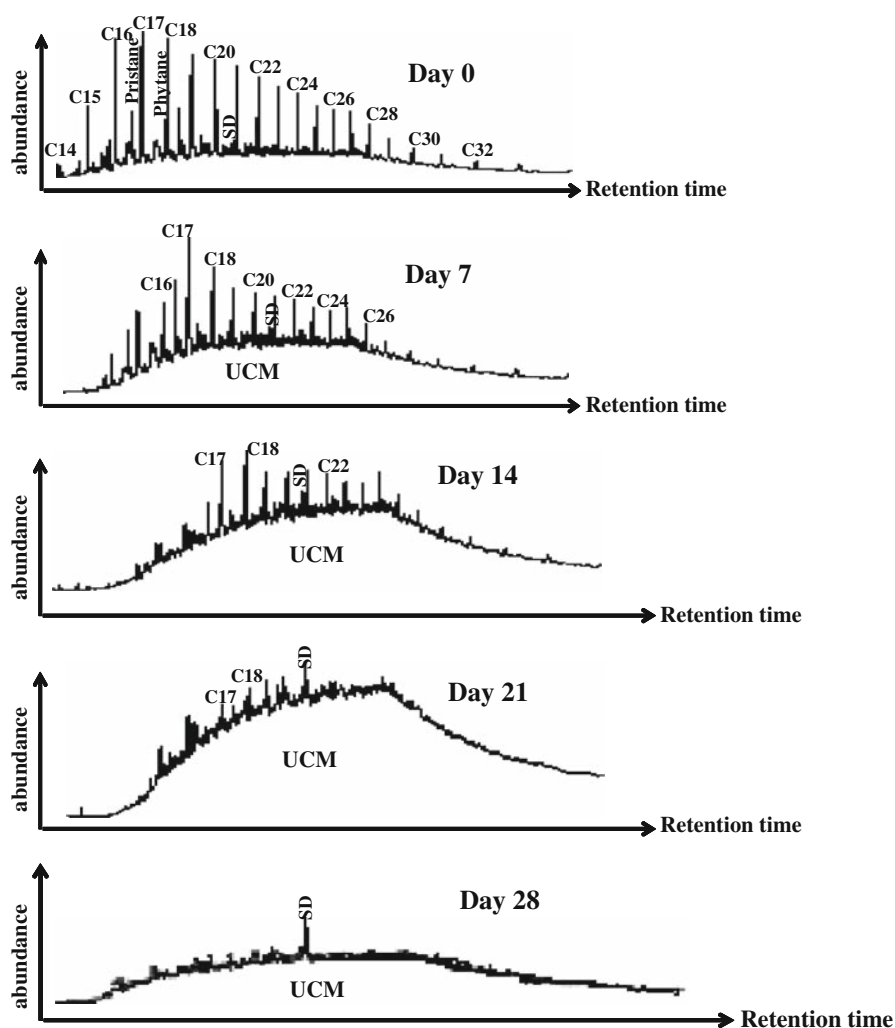 abundance
C14
C15
C16
Pristane
C17
Phytane
C18
C20
SD
C22
C24
C26
C28
C30
C32
Day 0
Retention time
abundance
C16
C17
C18
C20
SD
C22
C24
C26
Day 7
UCM
Retention time
abundance
C17
C18
SD
C22
Day 14
UCM
Retention time
abundance
C17
C18
SD
Day 21
UCM
Retention time
abundance
SD
Day 28
UCM
Retention time